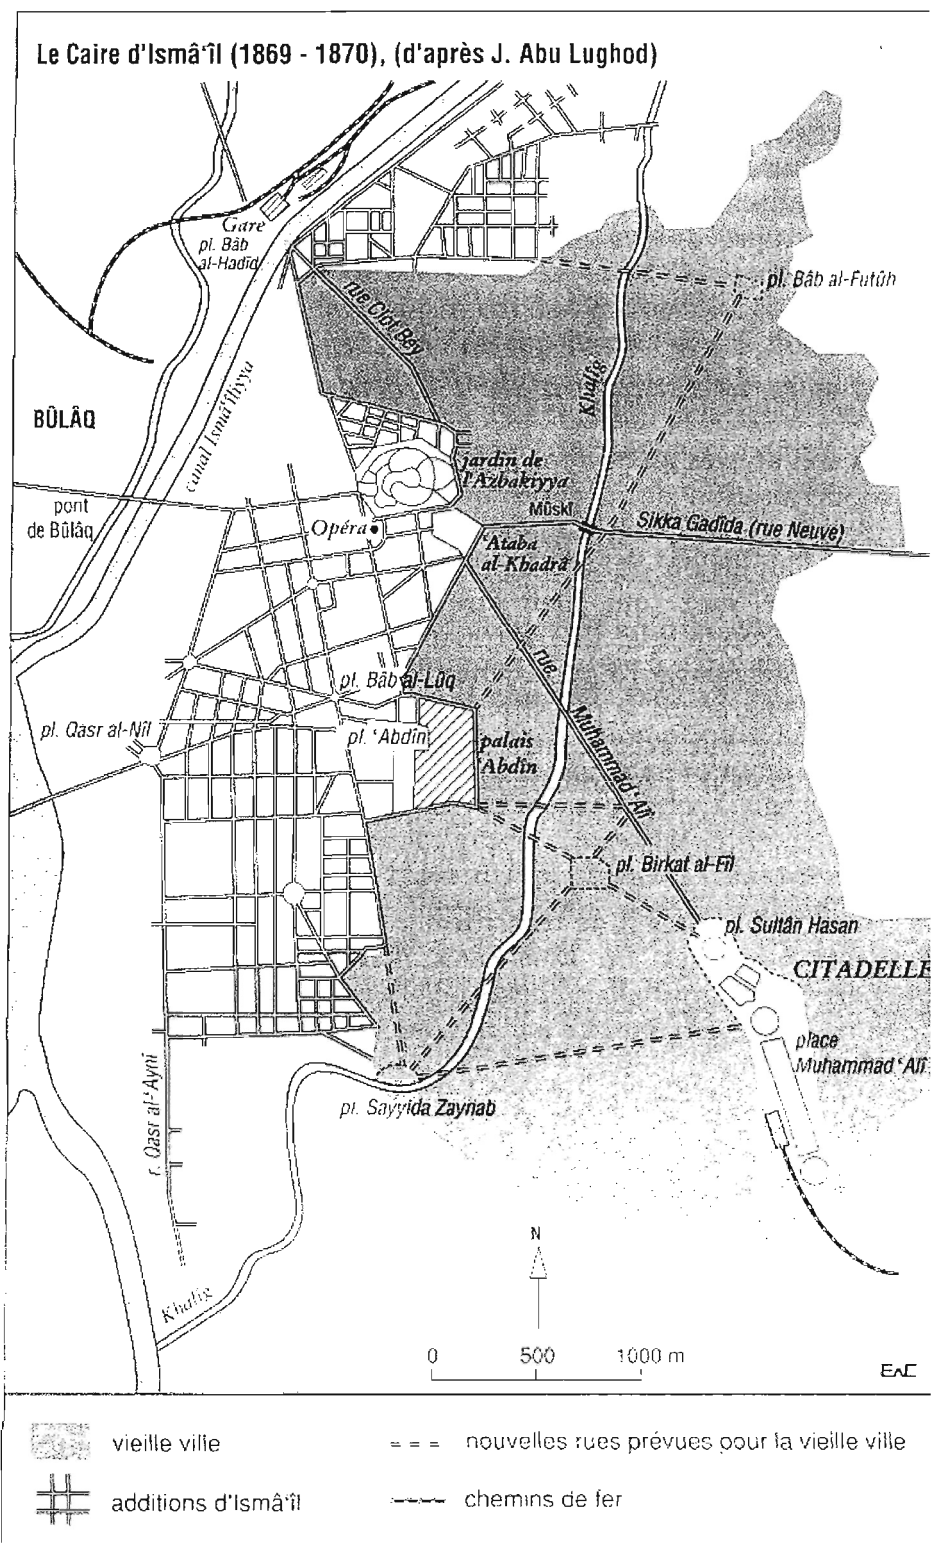 Le Caire d'Ismâ‘îl (1869 - 1870), (d'après J. Abu Lughod)
Gare
pl. Bâb
al-Hadîd
pl. Bâb al-Futûh
rue Clot Bey
Khalîg
canal Ismâ‘îliyya
BÛLÂQ
jardin de
l'Azbakiyya
pont
de Bûlâq
Mûskî
Opéra
Sikka Gadîda (rue Neuve)
‘Ataba
al-Khadrâ
rue
Muhammad ‘Alî
pl. Bâb al-Lûq
pl. Qasr al-Nîl
pl. ‘Abdîn
palais
‘Abdîn
pl. Birkat al-Fîl
pl. Sultân Hasan
CITADELLE
place
Muhammad ‘Alî
r. Qasr al-‘Aynî
pl. Sayyida Zaynab
Khalîg
N
0 500 1000 m
vieille ville
nouvelles rues prévues pour la vieille ville
additions d'Ismâ‘îl
chemins de fer